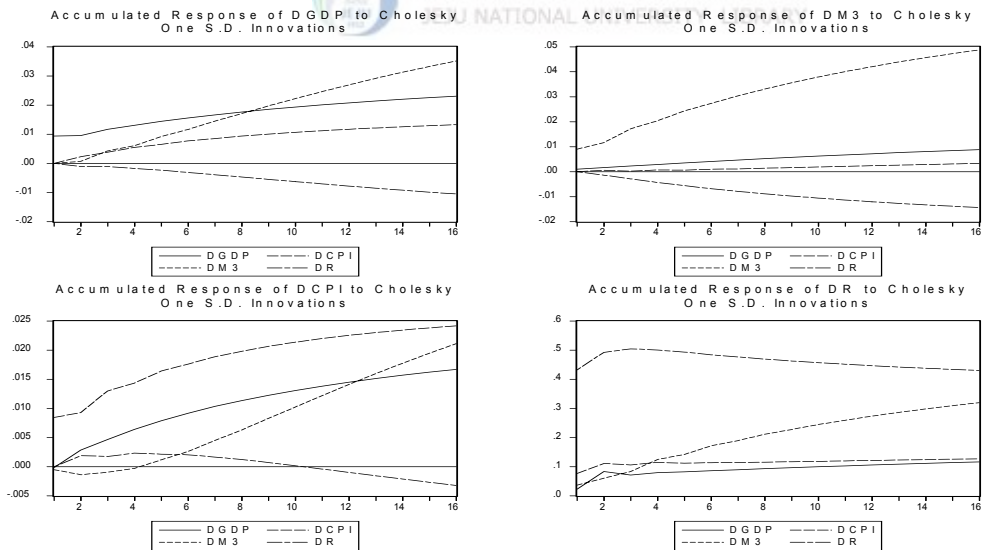 JEJU NATIONAL UNIVERSITY LIBRARY
Accumulated Response of DGDP to Cholesky
One S.D. Innovations
.04
.03
.02
.01
.00
-.01
-.02
2 4 6 8 10 12 14 16
DGDP DCPI
DM3 DR
Accumulated Response of DM3 to Cholesky
One S.D. Innovations
.05
.04
.03
.02
.01
.00
-.01
-.02
2 4 6 8 10 12 14 16
DGDP DCPI
DM3 DR
Accumulated Response of DCPI to Cholesky
One S.D. Innovations
.025
.020
.015
.010
.005
.000
-.005
2 4 6 8 10 12 14 16
DGDP DCPI
DM3 DR
Accumulated Response of DR to Cholesky
One S.D. Innovations
.6
.5
.4
.3
.2
.1
.0
2 4 6 8 10 12 14 16
DGDP DCPI
DM3 DR